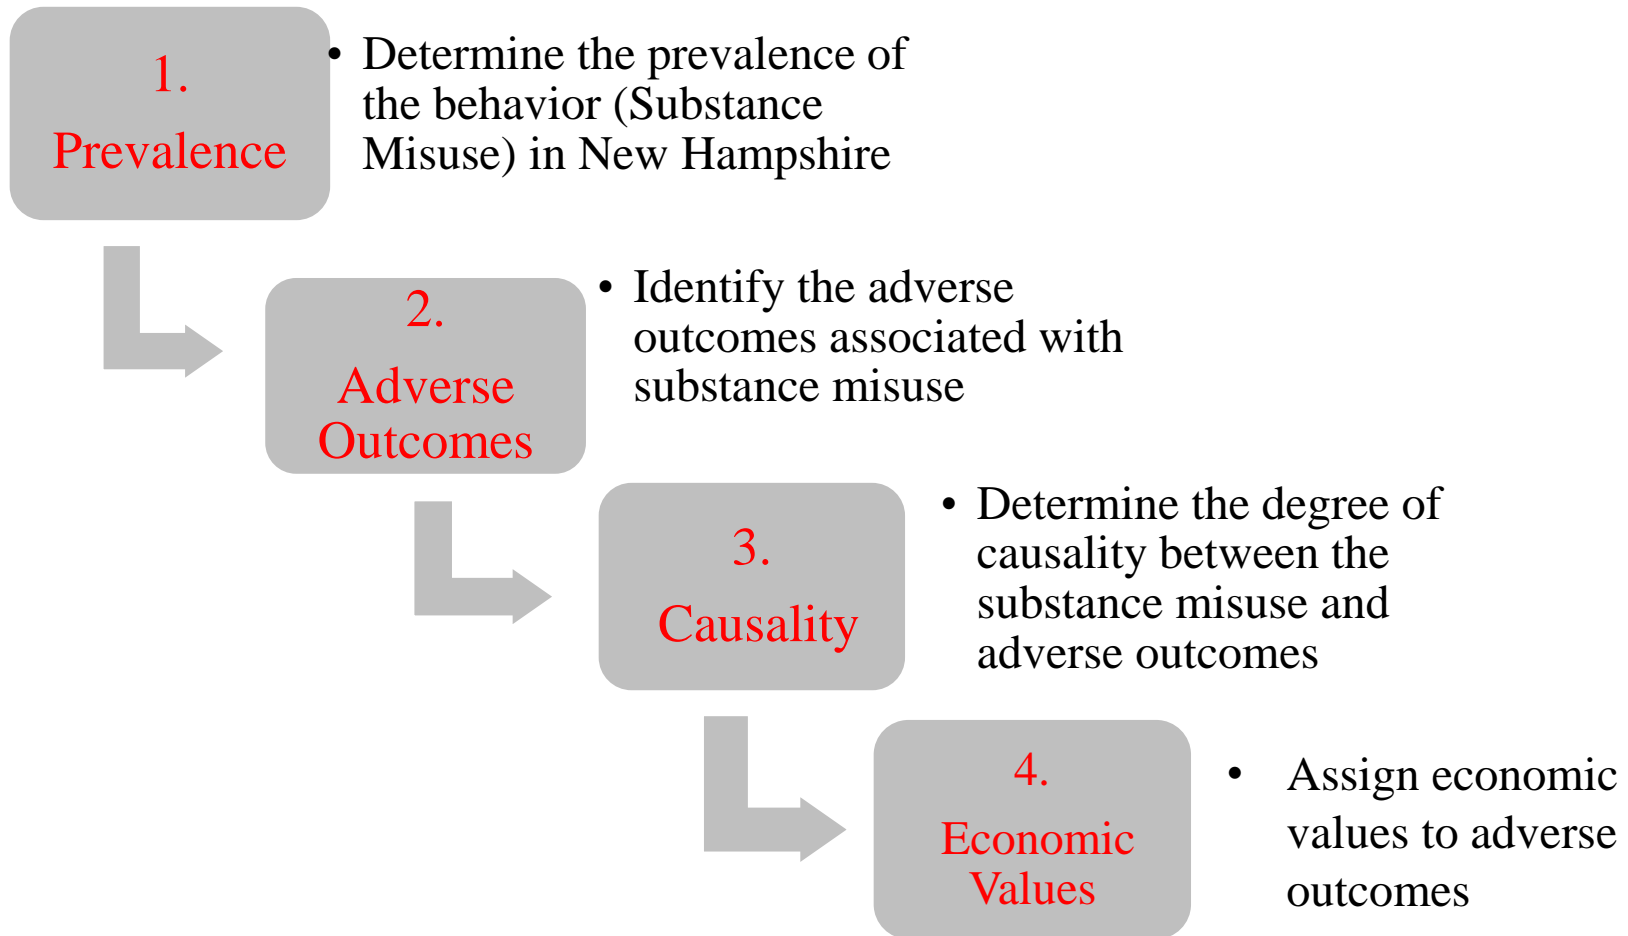 1.
Prevalence
• Determine the prevalence of
the behavior (Substance
Misuse) in New Hampshire
2.
Adverse
Outcomes
• Identify the adverse
outcomes associated with
substance misuse
3.
Causality
• Determine the degree of
causality between the
substance misuse and
adverse outcomes
4.
Economic
Values
• Assign economic
values to adverse
outcomes